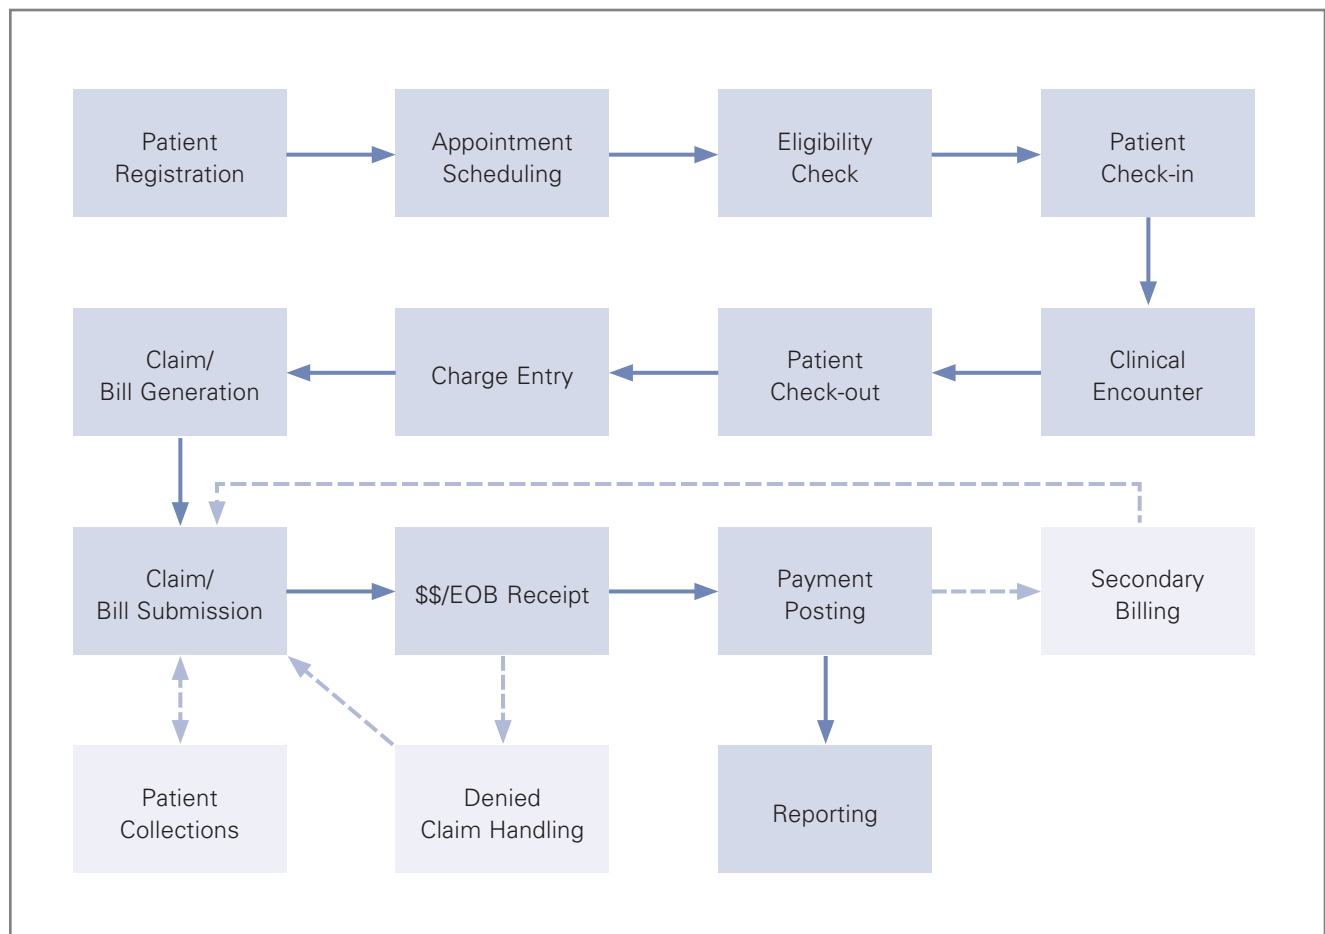 Patient
Registration
Appointment
Scheduling
Eligibility
Check
Patient
Check-in
Claim/
Bill Generation
Charge Entry
Patient
Check-out
Clinical
Encounter
Claim/
Bill Submission
$$/EOB Receipt
Payment
Posting
Secondary
Billing
Patient
Collections
Denied
Claim Handling
Reporting